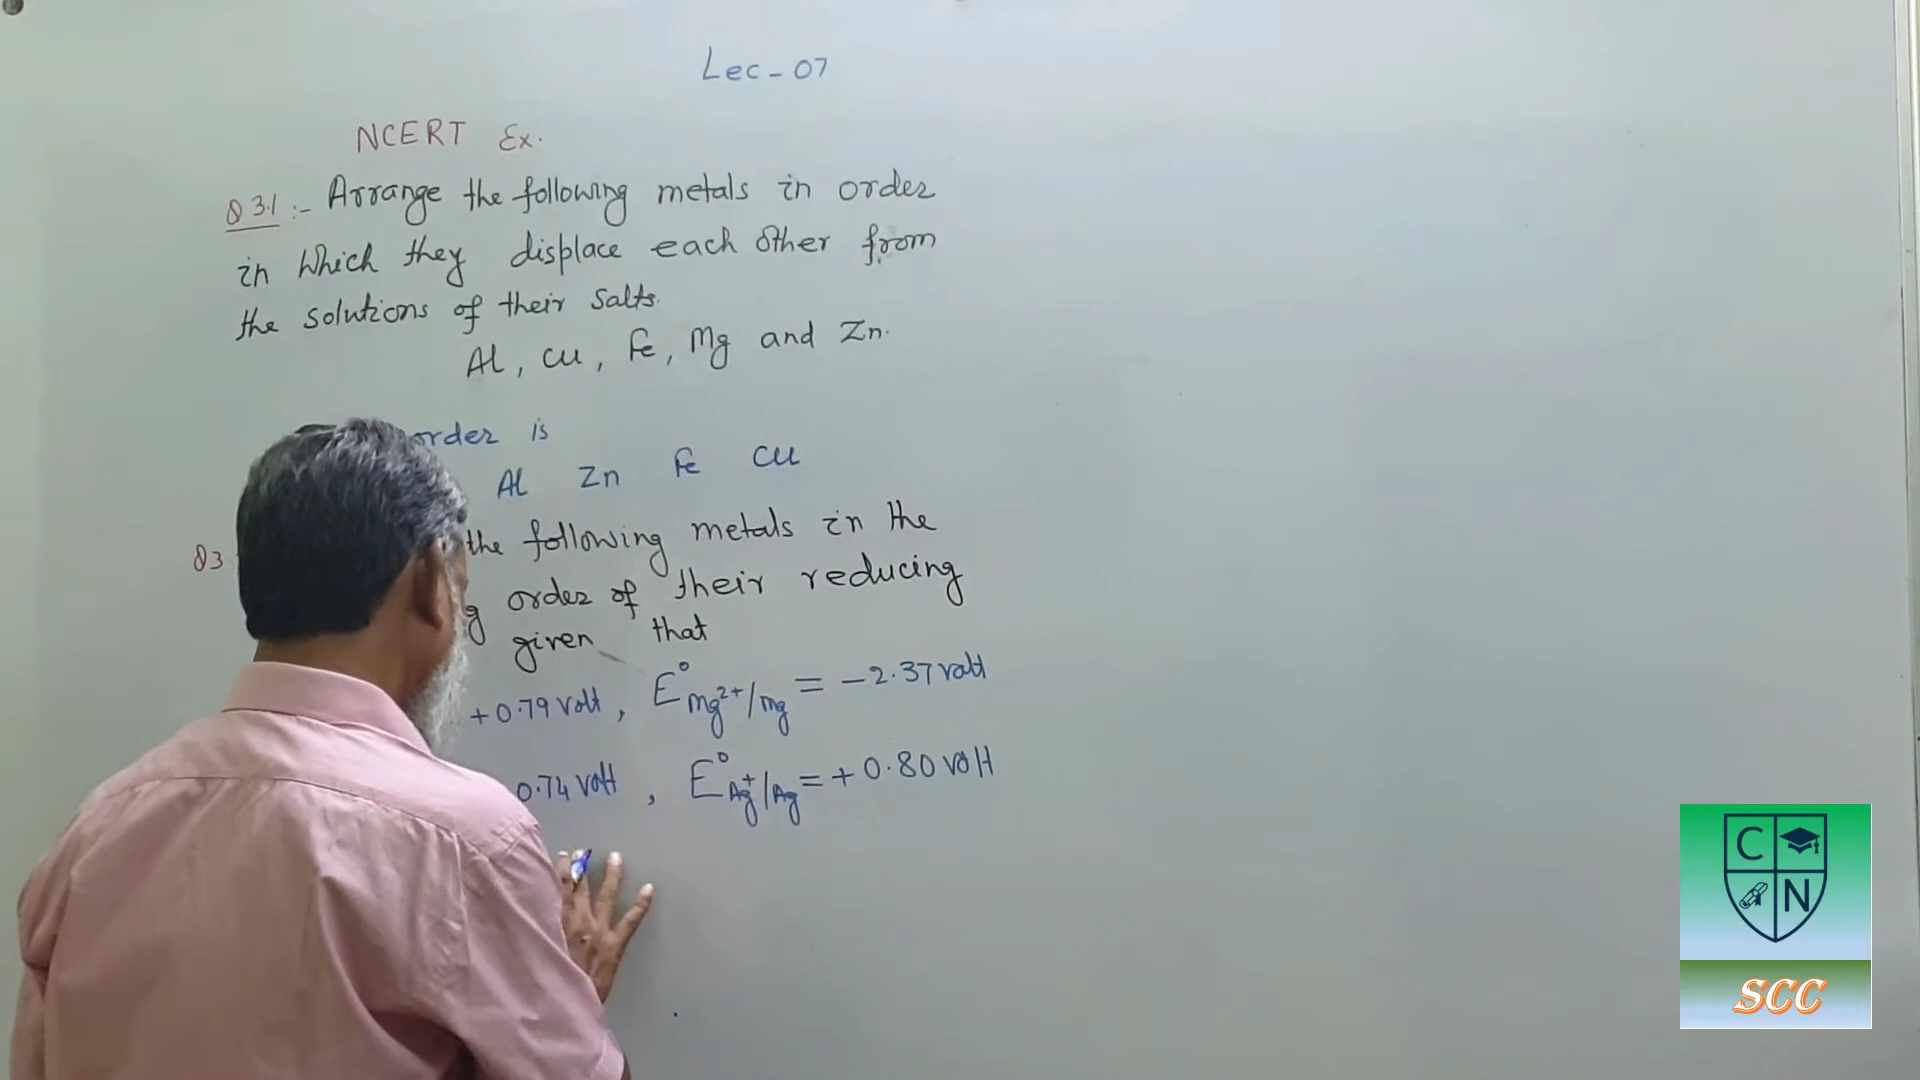 Lec - 07
NCERT Ex.
Q 3.1 :- Arrange the following metals in order
in which they displace each other from
the solutions of their salts.
Al, Cu, Fe, Mg and Zn.
order is
Al Zn Fe Cu
Q3 the following metals in the
g order of their reducing
given that
+0.79 volt, E°Mg²⁺/Mg = -2.37 volt
0.74 volt, E°Ag⁺/Ag = +0.80 volt
C
N
SCC